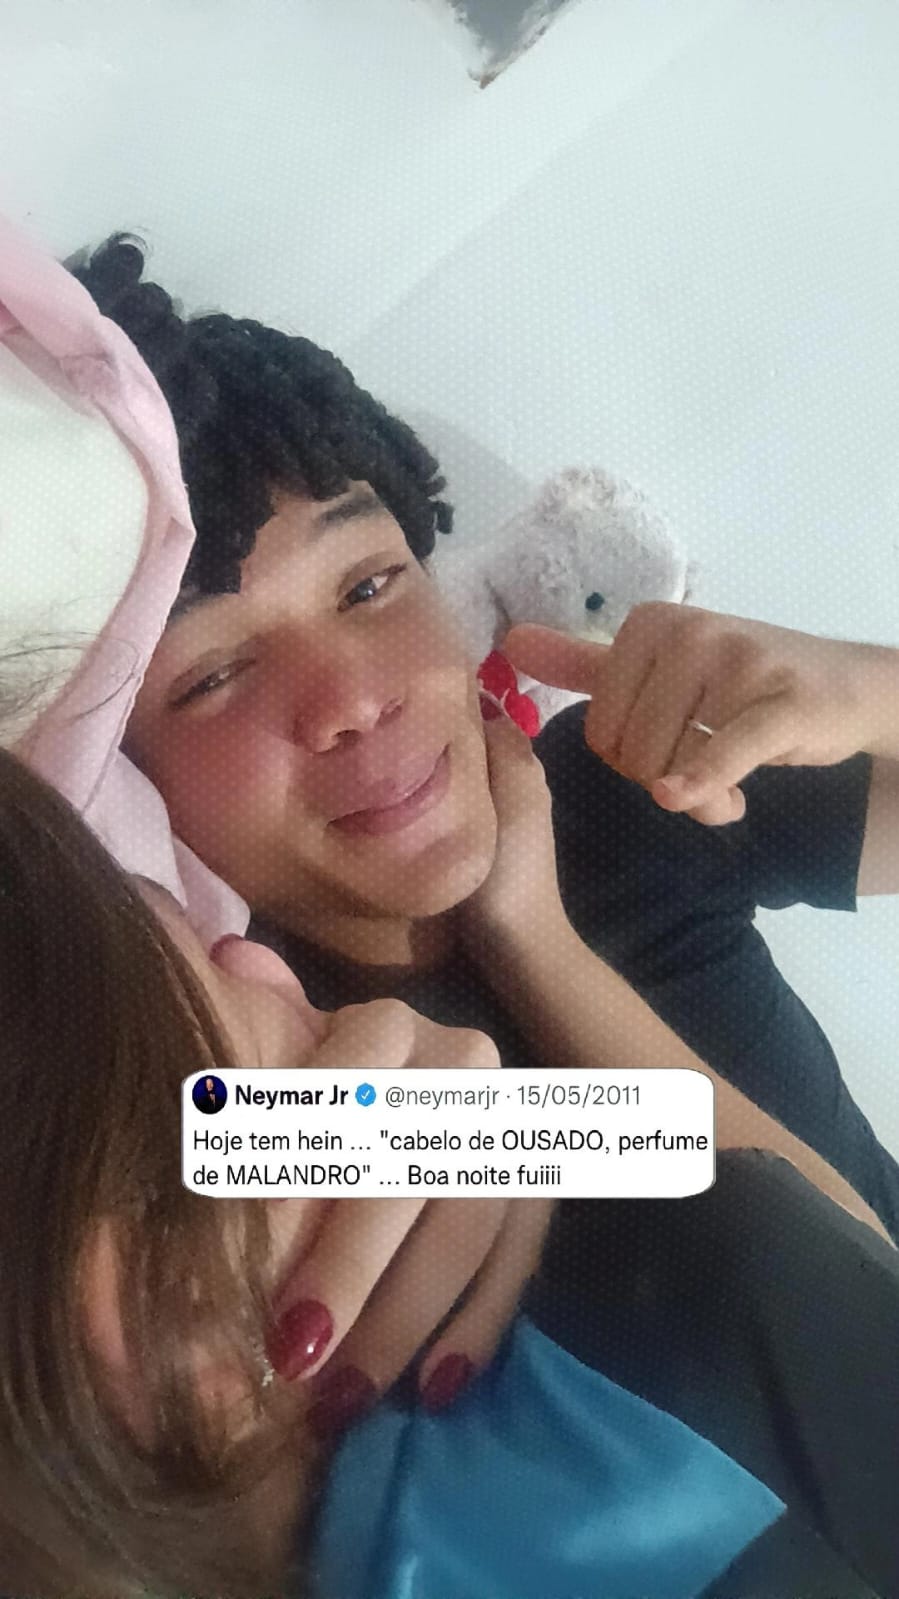 Neymar Jr @neymarjr · 15/05/2011
Hoje tem hein ... "cabelo de OUSADO, perfume
de MALANDRO" ... Boa noite fuiiii